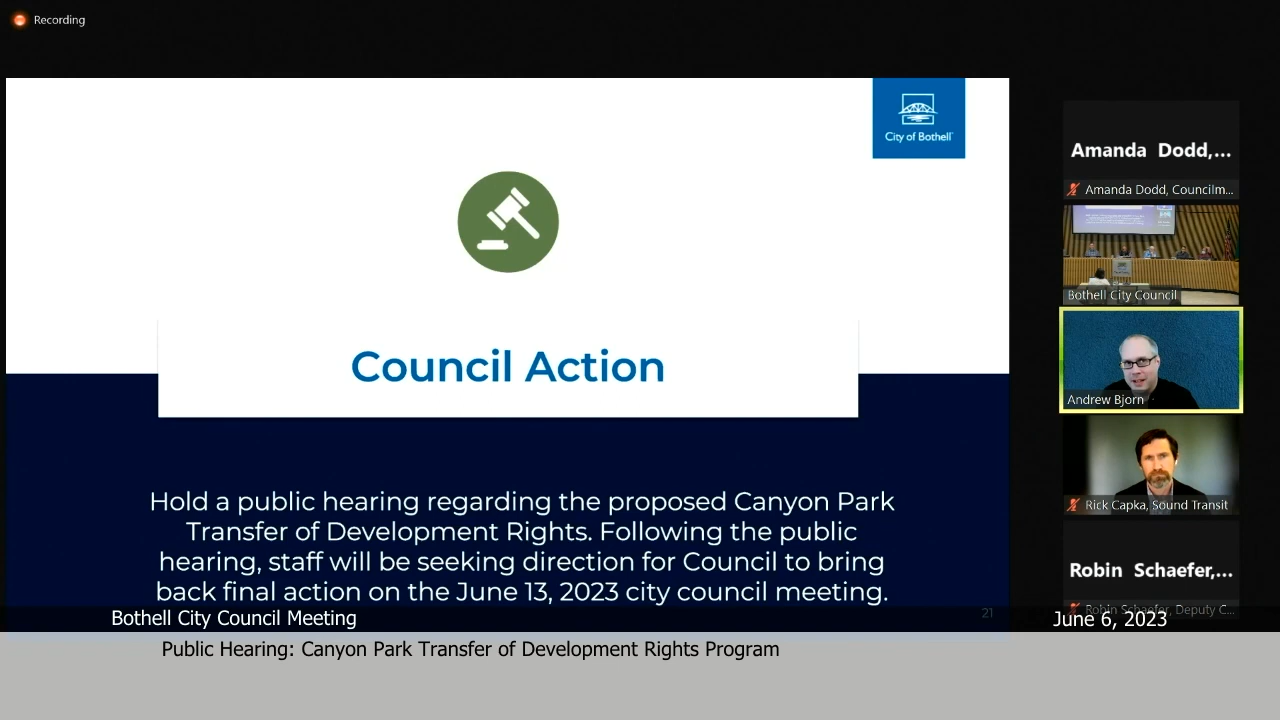 Recording
City of Bothell
Council Action
Hold a public hearing regarding the proposed Canyon Park
Transfer of Development Rights. Following the public
hearing, staff will be seeking direction for Council to bring
back final action on the June 13, 2023 city council meeting.
21
Amanda Dodd,...
Amanda Dodd, Councilm...
Bothell City Council
Andrew Bjorn
Rick Capka, Sound Transit
Robin Schaefer,...
Robin Schaefer, Deputy C...
Bothell City Council Meeting
June 6, 2023
Public Hearing: Canyon Park Transfer of Development Rights Program